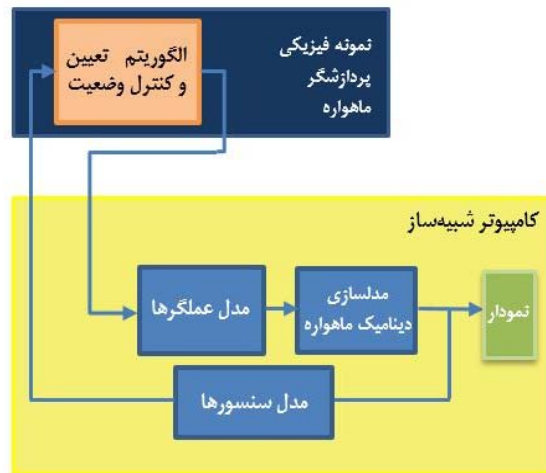 نمونه فیزیکی
پردازشگر
ماهواره
الگوریتم تعیین
و کنترل وضعیت
کامپیوتر شبیه‌ساز
مدل عملگرها
مدلسازی
دینامیک ماهواره
نمودار
مدل سنسورها